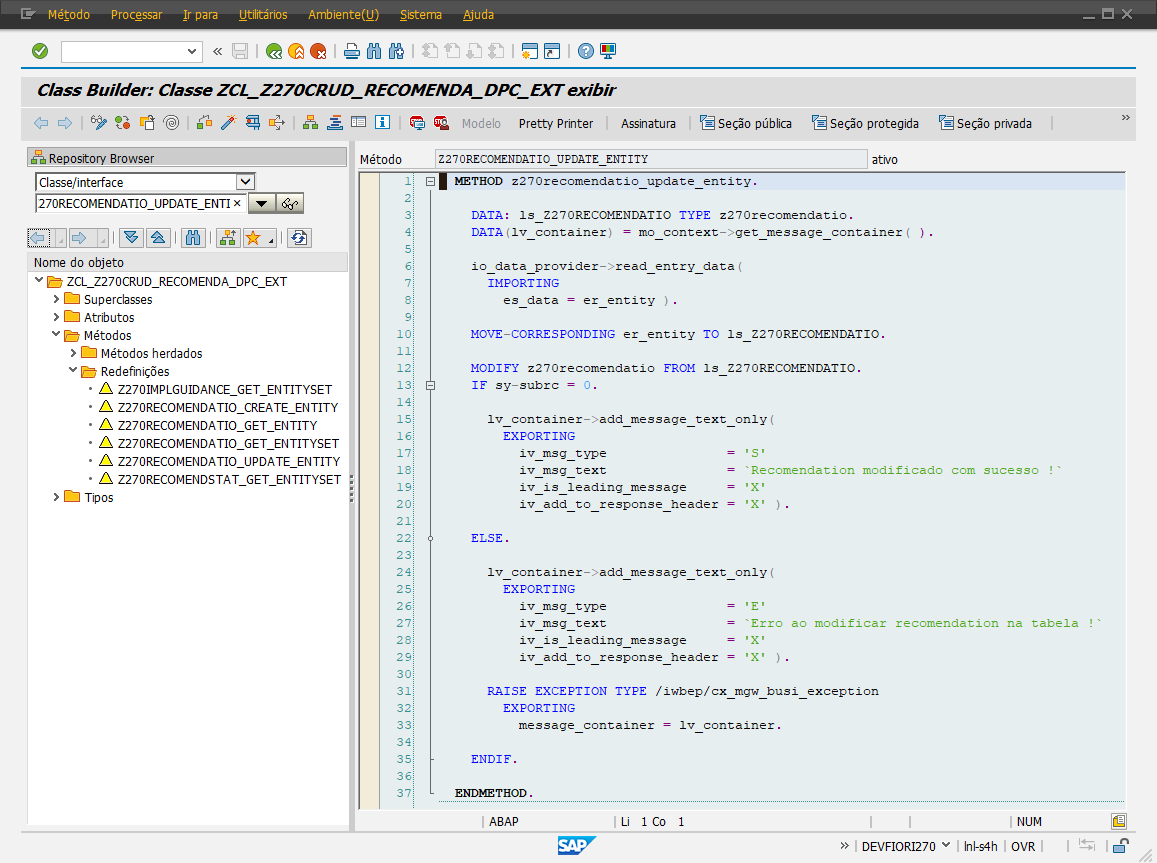 Método Processar Ir para Utilitários Ambiente(U) Sistema Ajuda
Class Builder: Classe ZCL_Z270CRUD_RECOMENDA_DPC_EXT exibir
Modelo Pretty Printer Assinatura Seção pública Seção protegida Seção privada
Repository Browser
Classe/interface
270RECOMENDATIO_UPDATE_ENTI
Nome do objeto
ZCL_Z270CRUD_RECOMENDA_DPC_EXT
Superclasses
Atributos
Métodos
Métodos herdados
Redefinições
Z270IMPLGUIDANCE_GET_ENTITYSET
Z270RECOMENDATIO_CREATE_ENTITY
Z270RECOMENDATIO_GET_ENTITY
Z270RECOMENDATIO_GET_ENTITYSET
Z270RECOMENDATIO_UPDATE_ENTITY
Z270RECOMENDSTAT_GET_ENTITYSET
Tipos
Método Z270RECOMENDATIO_UPDATE_ENTITY ativo
1 METHOD z270recomendatio_update_entity.
2
3 DATA: ls_Z270RECOMENDATIO TYPE z270recomendatio.
4 DATA(lv_container) = mo_context->get_message_container( ).
5
6 io_data_provider->read_entry_data(
7 IMPORTING
8 es_data = er_entity ).
9
10 MOVE-CORRESPONDING er_entity TO ls_Z270RECOMENDATIO.
11
12 MODIFY z270recomendatio FROM ls_Z270RECOMENDATIO.
13 IF sy-subrc = 0.
14
15 lv_container->add_message_text_only(
16 EXPORTING
17 iv_msg_type = 'S'
18 iv_msg_text = `Recomendation modificado com sucesso !`
19 iv_is_leading_message = 'X'
20 iv_add_to_response_header = 'X' ).
21
22 ELSE.
23
24 lv_container->add_message_text_only(
25 EXPORTING
26 iv_msg_type = 'E'
27 iv_msg_text = `Erro ao modificar recomendation na tabela !`
28 iv_is_leading_message = 'X'
29 iv_add_to_response_header = 'X' ).
30
31 RAISE EXCEPTION TYPE /iwbep/cx_mgw_busi_exception
32 EXPORTING
33 message_container = lv_container.
34
35 ENDIF.
36
37 ENDMETHOD.
ABAP Li 1 Co 1 NUM
SAP DEVFIORI270 lnl-s4h OVR